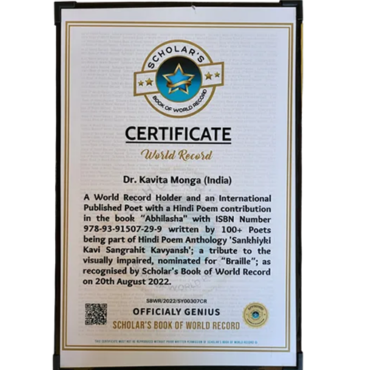 SCHOLAR'S
BOOK OF WORLD RECORD
CERTIFICATE
World Record
Dr. Kavita Monga (India)
A World Record Holder and an International
Published Poet with a Hindi Poem contribution
in the book "Abhilasha" with ISBN Number
978-93-91507-29-9 written by 100+ Poets
being part of Hindi Poem Anthology 'Sankhiyki
Kavi Sangrahit Kavyansh'; a tribute to the
visually impaired, nominated for "Braille"; as
recognised by Scholar's Book of World Record
on 20th August 2022.
SBWR/2022/SY00307CR
OFFICIALY GENIUS
SCHOLAR'S BOOK OF WORLD RECORD